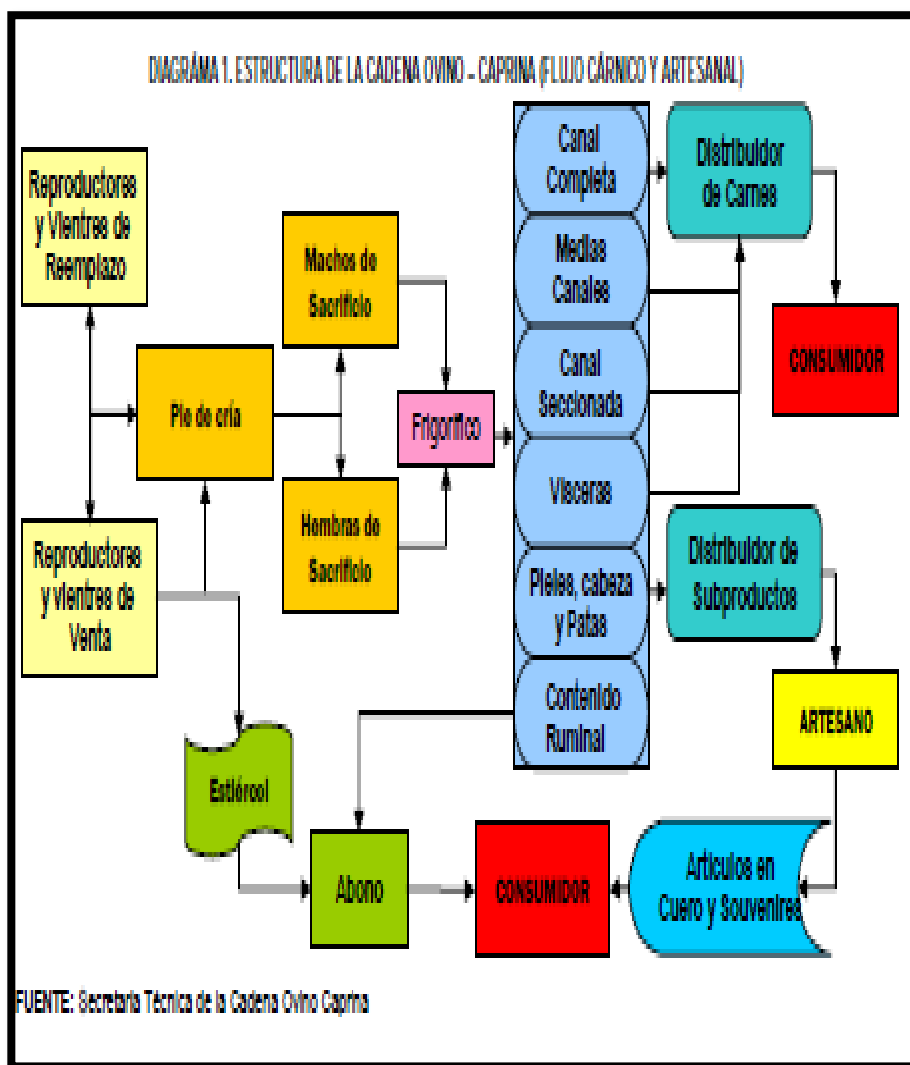 DIAGRÁMA 1. ESTRUCTURA DE LA CADENA OVINO – CAPRINA (FLUJO CÁRNICO Y ARTESANAL)
Reproductores
y Vientres de
Reemplazo
Pie de cría
Reproductores
y vientres de
Venta
Machos de
Sacrificio
Hembras de
Sacrificio
Frigorífico
Canal
Completa
Medias
Canales
Canal
Seccionada
Vísceras
Pieles, cabeza
y Patas
Contenido
Ruminal
Distribuidor
de Carnes
CONSUMIDOR
Distribuidor de
Subproductos
ARTESANO
Artículos en
Cuero y Souvenires
CONSUMIDOR
Abono
Estiércol
FUENTE: Secretaría Técnica de la Cadena Ovino Caprina